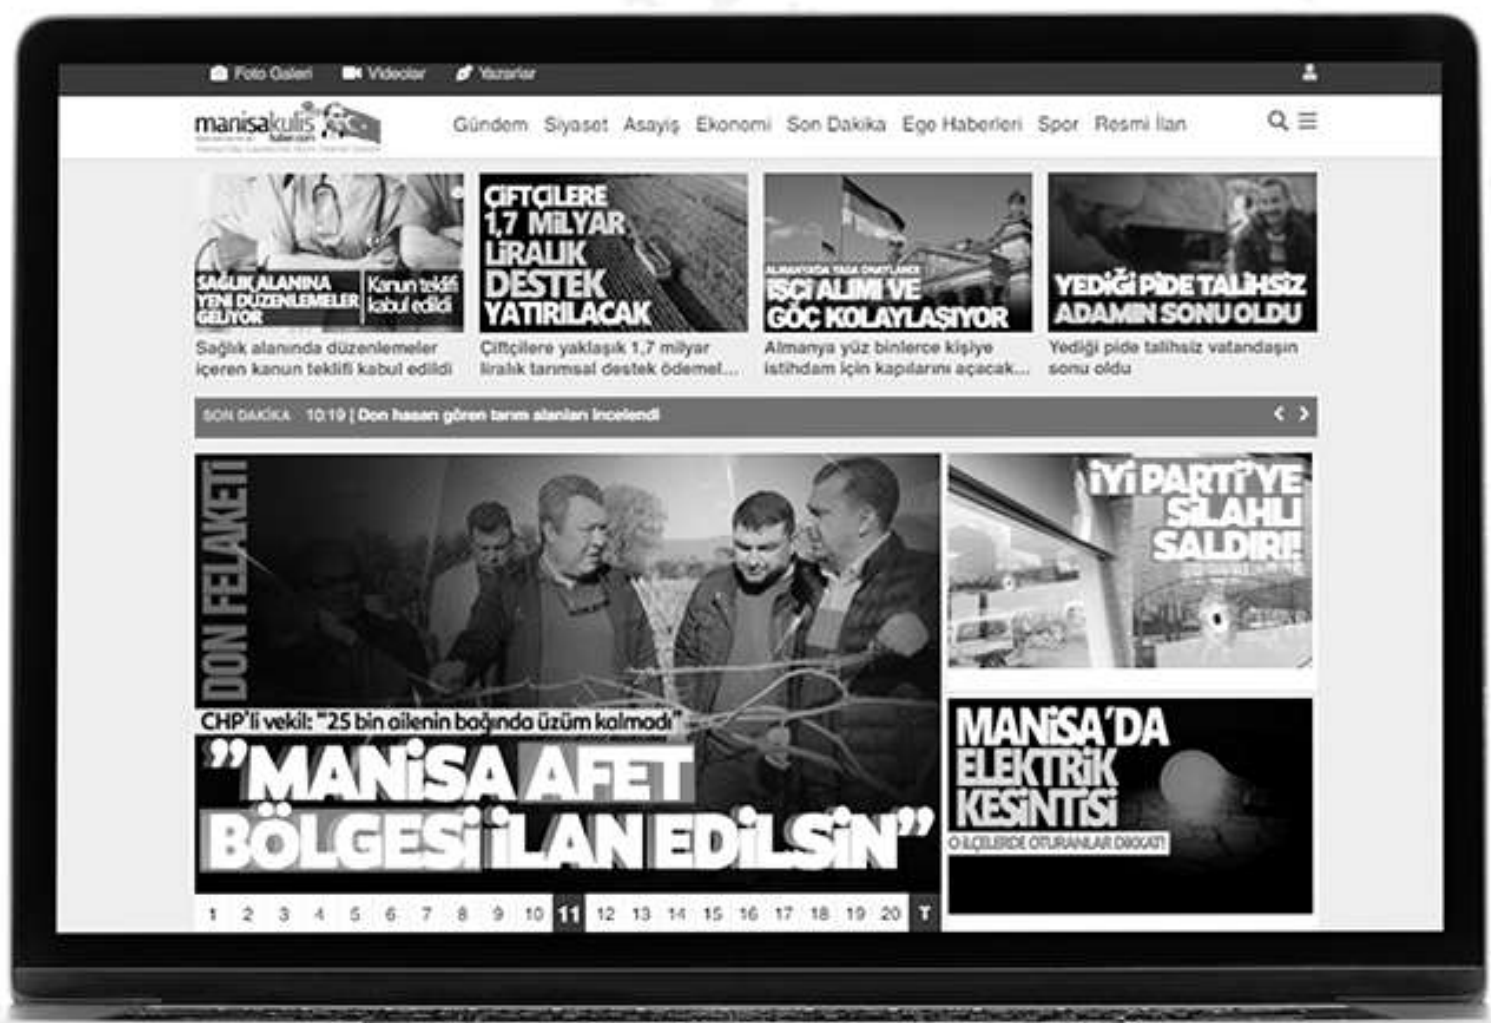 Foto Galeri Videolar Yazarlar
manisakulis
haber.com
Gündem Siyaset Asayiş Ekonomi Son Dakika Ege Haberleri Spor Resmi İlan
SAĞLIK ALANINA
YENİ DÜZENLEMELER
GELİYOR
Kanun teklifi
kabul edildi
Sağlık alanında düzenlemeler
içeren kanun teklifi kabul edildi
ÇİFTÇİLERE
1,7 MİLYAR
LİRALIK
DESTEK
YATIRILACAK
Çiftçilere yaklaşık 1,7 milyar
liralık tarımsal destek ödemel...
ALMANYA'DA YASA ONAYLANDI
İŞÇİ ALIMI VE
GÖÇ KOLAYLAŞIYOR
Almanya yüz binlerce kişiye
istihdam için kapılarını açacak...
YEDİĞİ PİDE TALİHSİZ
ADAMIN SONU OLDU
Yediği pide talihsiz vatandaşın
sonu oldu
SON DAKİKA 10:19 | Don hasarı gören tarım alanları incelendi
DON FELAKETİ
CHP'li vekil: "25 bin ailenin bağında üzüm kalmadı"
"MANİSA AFET
BÖLGESİ İLAN EDİLSİN"
1 2 3 4 5 6 7 8 9 10 11 12 13 14 15 16 17 18 19 20 T
İYİ PARTİ'YE
SİLAHLI
SALDIRI!
MANİSA'DA
ELEKTRİK
KESİNTİSİ
O İLÇELERDE OTURANLAR DİKKAT!